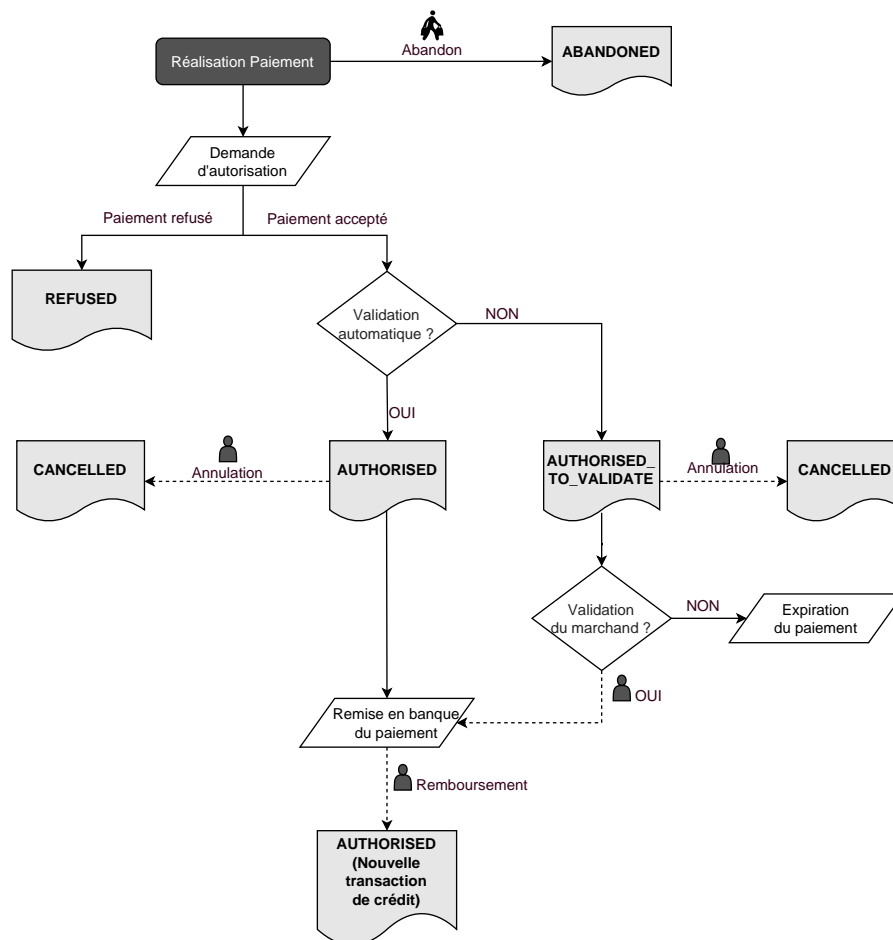 Abandon
Réalisation Paiement
ABANDONED
Demande
d'autorisation
Paiement refusé
Paiement accepté
REFUSED
Validation
automatique ?
NON
OUI
CANCELLED
Annulation
AUTHORISED
AUTHORISED_
TO_VALIDATE
Annulation
CANCELLED
Validation
du marchand ?
NON
Expiration
du paiement
OUI
Remise en banque
du paiement
Remboursement
AUTHORISED
(Nouvelle
transaction
de crédit)